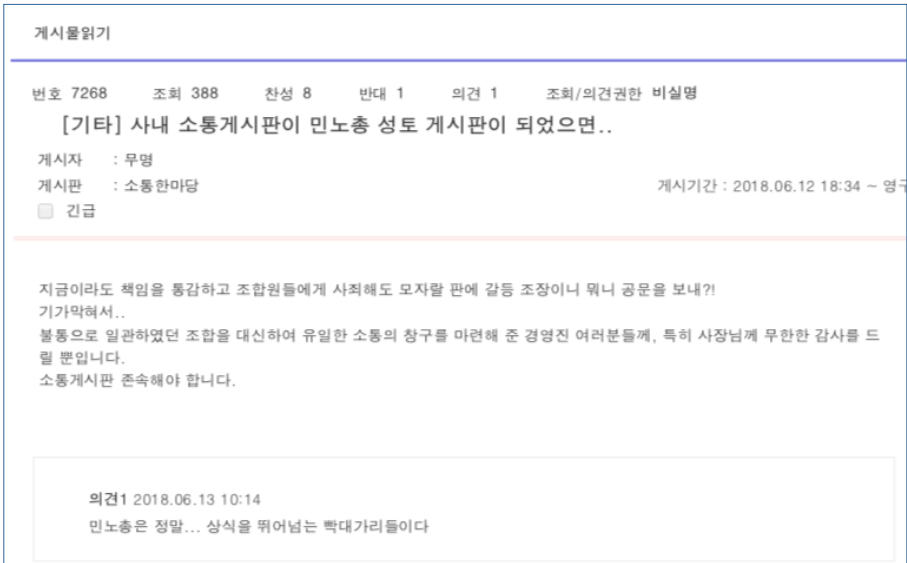 게시물읽기
번호 7268 조회 388 찬성 8 반대 1 의견 1 조회/의견권한 비실명
[기타] 사내 소통게시판이 민노총 성토 게시판이 되었으면..
게시자 : 무명
게시판 : 소통한마당 게시기간 : 2018.06.12 18:34 ~ 영구
긴급
지금이라도 책임을 통감하고 조합원들에게 사죄해도 모자랄 판에 갈등 조장이니 뭐니 공문을 보내?!
기가막혀서..
불통으로 일관하였던 조합을 대신하여 유일한 소통의 창구를 마련해 준 경영진 여러분들께, 특히 사장님께 무한한 감사를 드
릴 뿐입니다.
소통게시판 존속해야 합니다.
의견1 2018.06.13 10:14
민노총은 정말... 상식을 뛰어넘는 빡대가리들이다